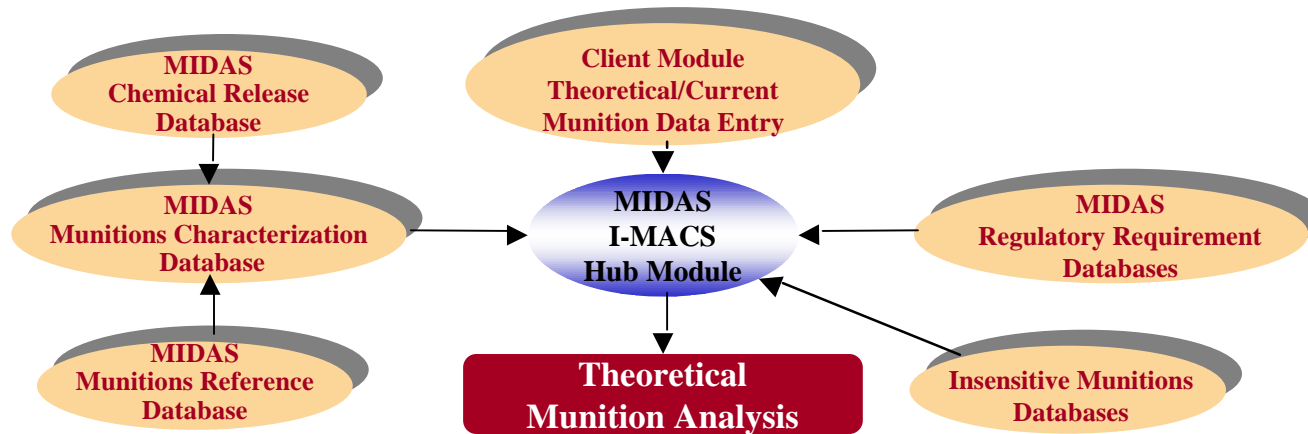 MIDAS
Chemical Release
Database
Client Module
Theoretical/Current
Munition Data Entry
MIDAS
Munitions Characterization
Database
MIDAS
I-MACS
Hub Module
MIDAS
Regulatory Requirement
Databases
MIDAS
Munitions Reference
Database
Theoretical
Munition Analysis
Insensitive Munitions
Databases